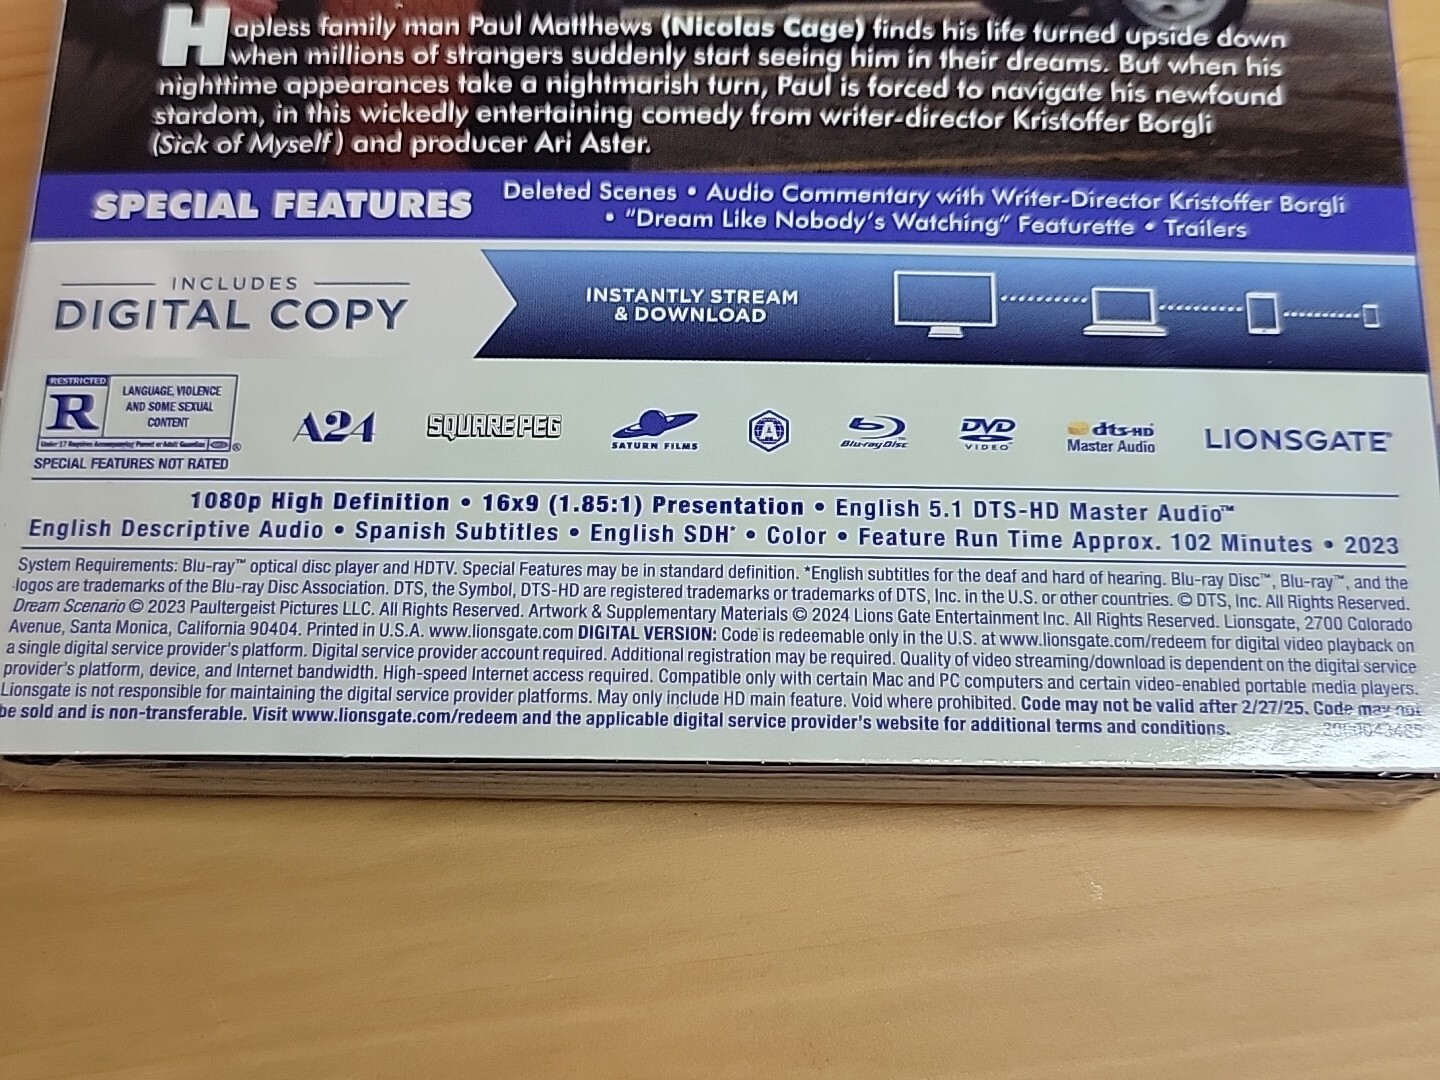 Hapless family man Paul Matthews (Nicolas Cage) finds his life turned upside down
when millions of strangers suddenly start seeing him in their dreams. But when his
nighttime appearances take a nightmarish turn, Paul is forced to navigate his newfound
stardom, in this wickedly entertaining comedy from writer-director Kristoffer Borgli
(Sick of Myself) and producer Ari Aster.
SPECIAL FEATURES
Deleted Scenes • Audio Commentary with Writer-Director Kristoffer Borgli
• "Dream Like Nobody's Watching" Featurette • Trailers
INCLUDES
DIGITAL COPY
INSTANTLY STREAM
& DOWNLOAD
RESTRICTED
R
LANGUAGE, VIOLENCE
AND SOME SEXUAL
CONTENT
Under 17 Requires Accompanying Parent or Adult Guardian
®
SPECIAL FEATURES NOT RATED
A24
SQUARE PEG
SATURN FILMS
A
Blu-ray Disc™
DVD
VIDEO
dts-HD
Master Audio
LIONSGATE®
1080p High Definition • 16x9 (1.85:1) Presentation • English 5.1 DTS-HD Master Audio™
English Descriptive Audio • Spanish Subtitles • English SDH* • Color • Feature Run Time Approx. 102 Minutes • 2023
System Requirements: Blu-ray™ optical disc player and HDTV. Special Features may be in standard definition. *English subtitles for the deaf and hard of hearing. Blu-ray Disc™, Blu-ray™, and the
logos are trademarks of the Blu-ray Disc Association. DTS, the Symbol, DTS-HD are registered trademarks or trademarks of DTS, Inc. in the U.S. or other countries. © DTS, Inc. All Rights Reserved.
Dream Scenario © 2023 Paultergeist Pictures LLC. All Rights Reserved. Artwork & Supplementary Materials © 2024 Lions Gate Entertainment Inc. All Rights Reserved. Lionsgate, 2700 Colorado
Avenue, Santa Monica, California 90404. Printed in U.S.A. www.lionsgate.com DIGITAL VERSION: Code is redeemable only in the U.S. at www.lionsgate.com/redeem for digital video playback on
a single digital service provider's platform. Digital service provider account required. Additional registration may be required. Quality of video streaming/download is dependent on the digital service
provider's platform, device, and Internet bandwidth. High-speed Internet access required. Compatible only with certain Mac and PC computers and certain video-enabled portable media players.
Lionsgate is not responsible for maintaining the digital service provider platforms. May only include HD main feature. Void where prohibited. Code may not be valid after 2/27/25. Code may not
be sold and is non-transferable. Visit www.lionsgate.com/redeem and the applicable digital service provider's website for additional terms and conditions.